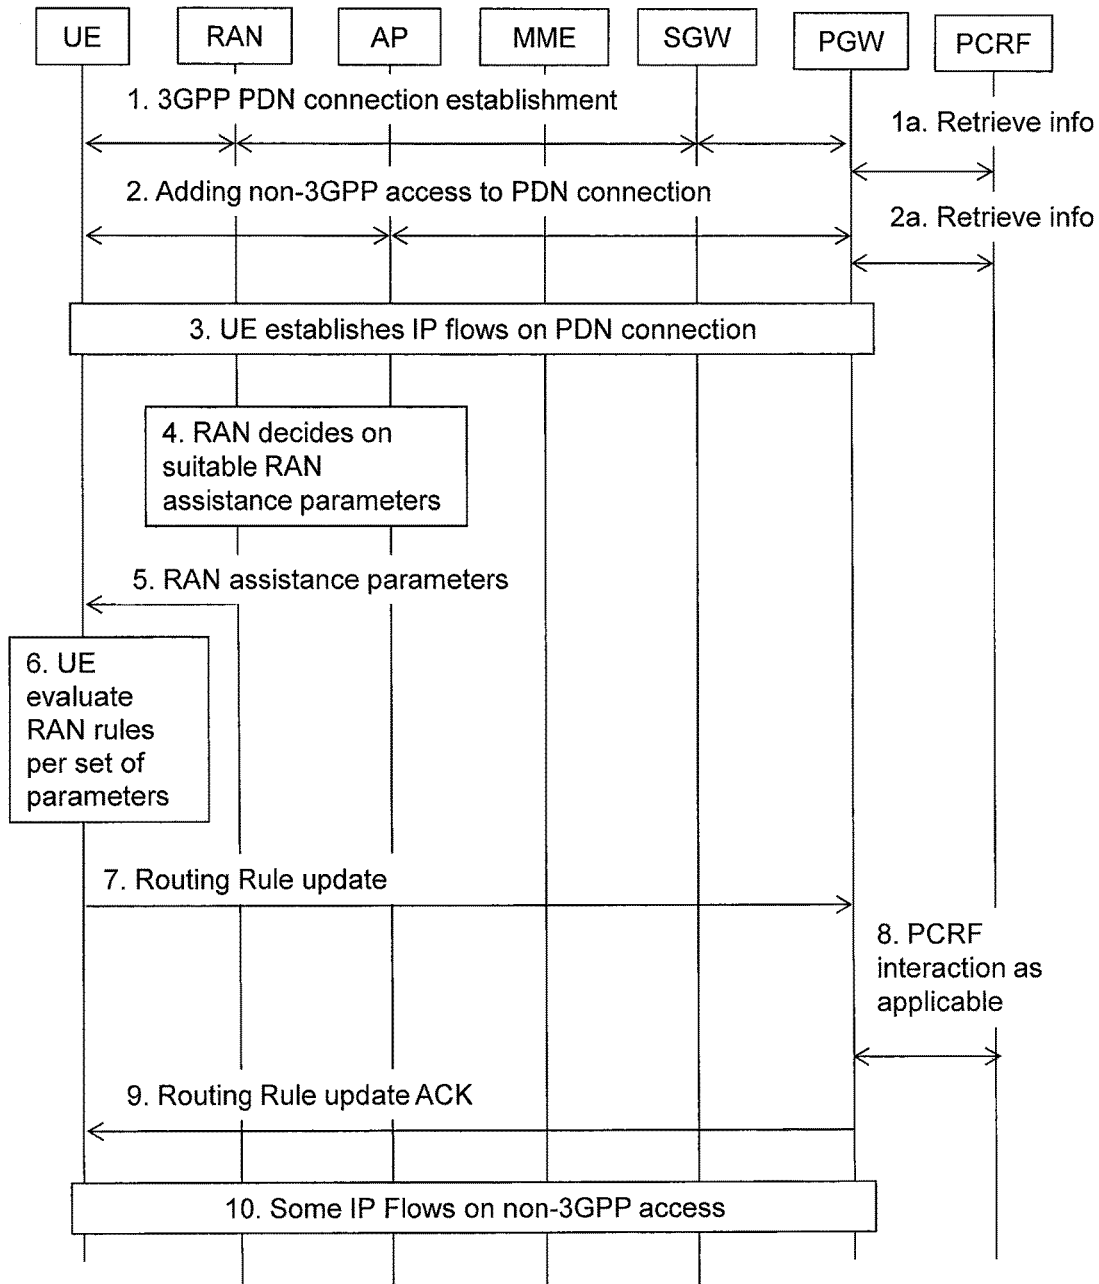 UE RAN AP MME SGW PGW PCRF
1. 3GPP PDN connection establishment
1a. Retrieve info
2. Adding non-3GPP access to PDN connection
2a. Retrieve info
3. UE establishes IP flows on PDN connection
4. RAN decides on
suitable RAN
assistance parameters
5. RAN assistance parameters
6. UE
evaluate
RAN rules
per set of
parameters
7. Routing Rule update
8. PCRF
interaction as
applicable
9. Routing Rule update ACK
10. Some IP Flows on non-3GPP access